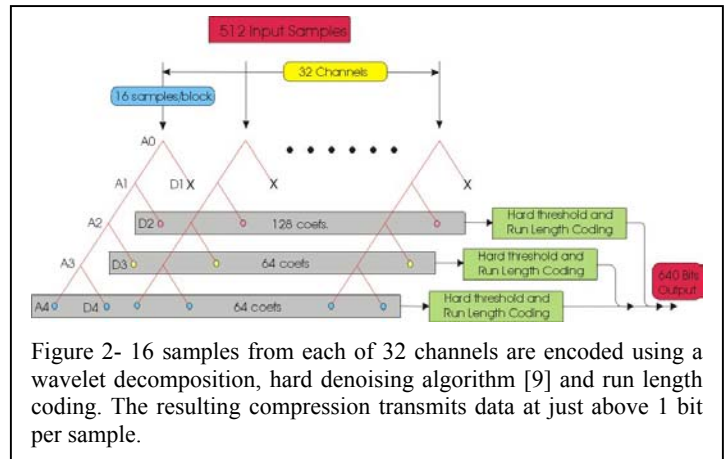 512 Input Samples
32 Channels
16 samples/block
A0
A1
D1 X
X
X
A2
D2
128 coefs.
Hard threshold and
Run Length Coding
A3
D3
64 coefs
Hard threshold and
Run Length Coding
640 Bits
Output
A4
D4
64 coefs
Hard threshold and
Run Length Coding
Figure 2- 16 samples from each of 32 channels are encoded using a
wavelet decomposition, hard denoising algorithm [9] and run length
coding. The resulting compression transmits data at just above 1 bit
per sample.